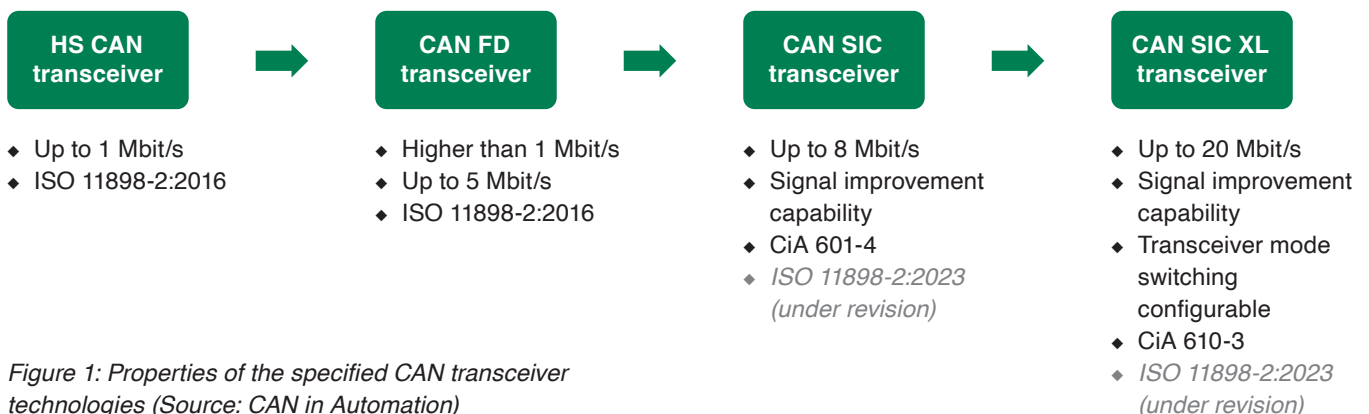 HS CAN
transceiver
◆ Up to 1 Mbit/s
◆ ISO 11898-2:2016
CAN FD
transceiver
◆ Higher than 1 Mbit/s
◆ Up to 5 Mbit/s
◆ ISO 11898-2:2016
CAN SIC
transceiver
◆ Up to 8 Mbit/s
◆ Signal improvement
capability
◆ CiA 601-4
◆ ISO 11898-2:2023
(under revision)
CAN SIC XL
transceiver
◆ Up to 20 Mbit/s
◆ Signal improvement
capability
◆ Transceiver mode
switching
configurable
◆ CiA 610-3
◆ ISO 11898-2:2023
(under revision)
Figure 1: Properties of the specified CAN transceiver
technologies (Source: CAN in Automation)